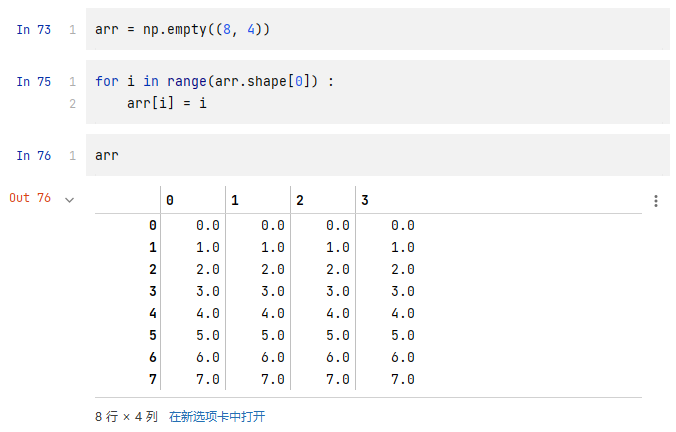 In 73 1 arr = np.empty((8, 4))
In 75 1 for i in range(arr.shape[0]) :
2     arr[i] = i
In 76 1 arr
Out 76 0 1 2 3
0 0.0 0.0 0.0 0.0
1 1.0 1.0 1.0 1.0
2 2.0 2.0 2.0 2.0
3 3.0 3.0 3.0 3.0
4 4.0 4.0 4.0 4.0
5 5.0 5.0 5.0 5.0
6 6.0 6.0 6.0 6.0
7 7.0 7.0 7.0 7.0
8 行 × 4 列 在新选项卡中打开